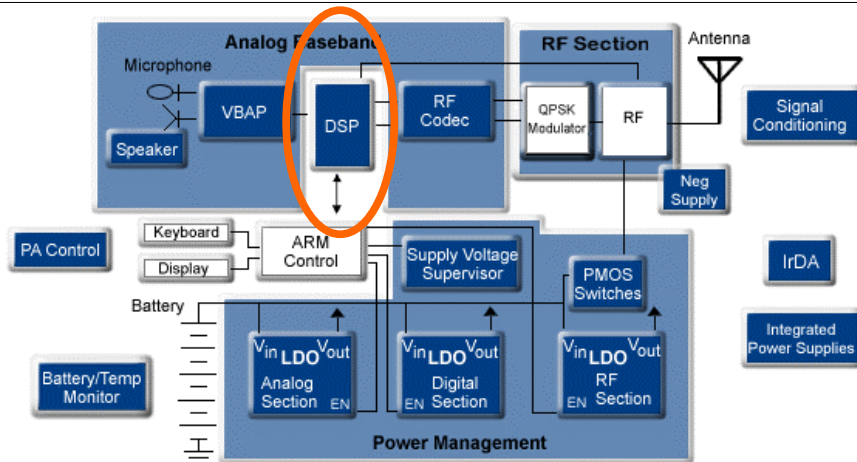 Analog Baseband
RF Section
Antenna
Microphone
VBAP
DSP
RF
Codec
QPSK
Modulator
RF
Signal
Conditioning
Speaker
Neg
Supply
PA Control
Keyboard
Display
ARM
Control
Supply Voltage
Supervisor
PMOS
Switches
IrDA
Battery
Vin LDO Vout
Analog
Section
EN
Vin LDO Vout
Digital
EN Section
Vin LDO Vout
RF
EN Section
Integrated
Power Supplies
Battery/Temp
Monitor
Power Management